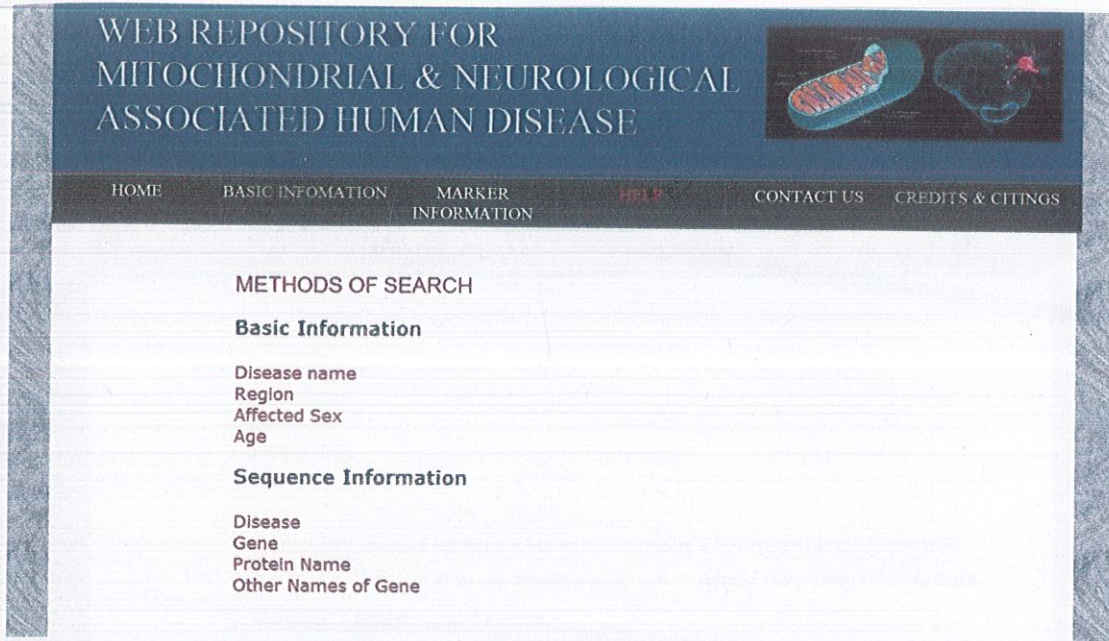 WEB REPOSITORY FOR
MITOCHONDRIAL & NEUROLOGICAL
ASSOCIATED HUMAN DISEASE
HOME BASIC INFOMATION MARKER INFORMATION HELP CONTACT US CREDITS & CITINGS
METHODS OF SEARCH
Basic Information
Disease name
Region
Affected Sex
Age
Sequence Information
Disease
Gene
Protein Name
Other Names of Gene